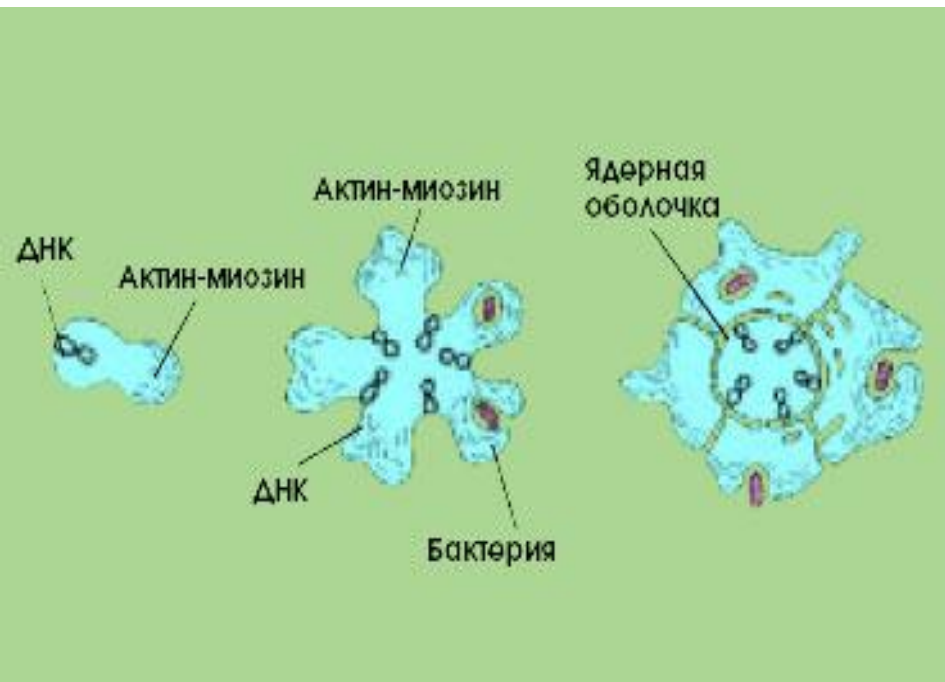 Ядерная
оболочка
Актин-миозин
ДНК
Актин-миозин
ДНК
Бактерия